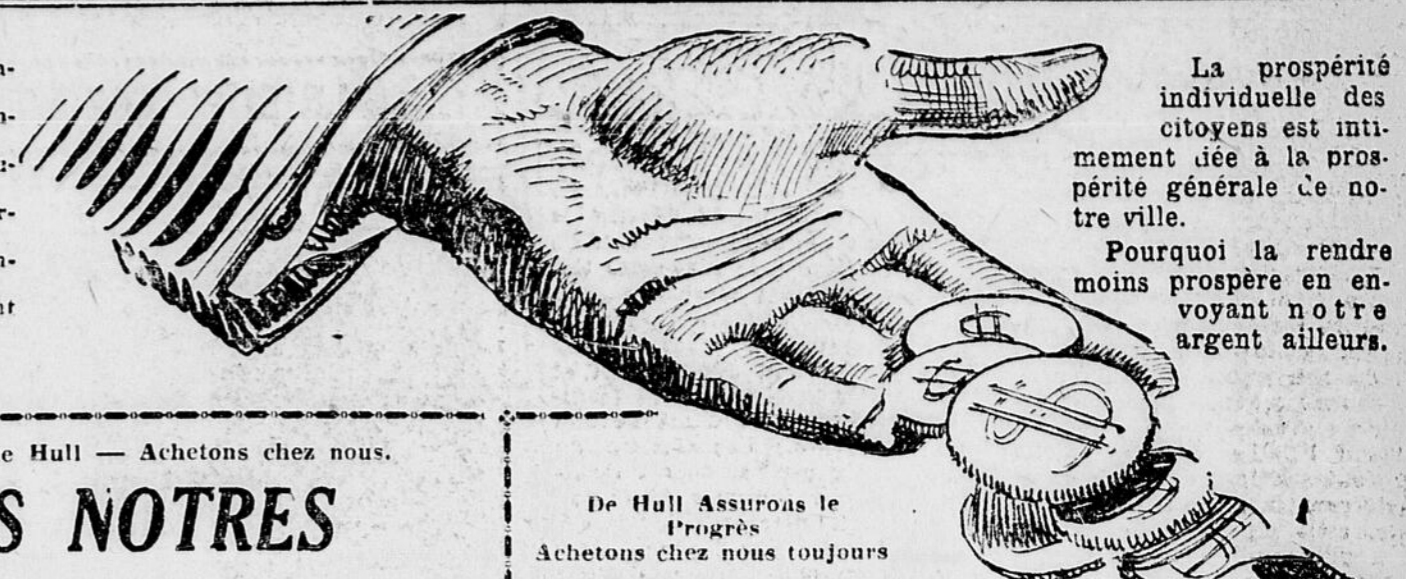 La prospérité
individuelle des
citoyens est inti-
mement liée à la pros-
périté générale de no-
tre ville.
Pourquoi la rendre
moins prospère en en-
voyant notre
argent ailleurs.
e Hull — Achetons chez nous.
S NOTRES
De Hull Assurons le
Progrès
Achetons chez nous toujours